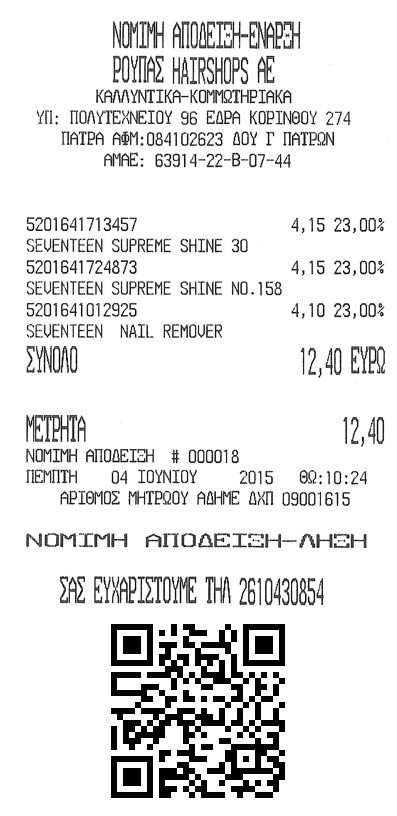 ΝΟΜΙΜΗ ΑΠΟΔΕΙΞΗ-ΕΝΑΡΞΗ
ΡΟΥΠΑΣ HAIRSHOPS ΑΕ
ΚΑΛΛΥΝΤΙΚΑ-ΚΟΜΜΩΤΗΡΙΑΚΑ
ΥΠ: ΠΟΛΥΤΕΧΝΕΙΟΥ 96 ΕΔΡΑ ΚΟΡΙΝΘΟΥ 274
ΠΑΤΡΑ ΑΦΜ:084102623 ΔΟΥ Γ ΠΑΤΡΩΝ
ΑΜΑΕ: 63914-22-Β-07-44
5201641713457 4,15 23,00%
SEVENTEEN SUPREME SHINE 30
5201641724873 4,15 23,00%
SEVENTEEN SUPREME SHINE NO.158
5201641012925 4,10 23,00%
SEVENTEEN NAIL REMOVER
ΣΥΝΟΛΟ 12,40 ΕΥΡΩ
ΜΕΤΡΗΤΑ 12,40
ΝΟΜΙΜΗ ΑΠΟΔΕΙΞΗ # 000018
ΠΕΜΠΤΗ 04 ΙΟΥΝΙΟΥ 2015 ΘΩ:10:24
ΑΡΙΘΜΟΣ ΜΗΤΡΩΟΥ ΑΔΗΜΕ ΔΧΠ 09001615
ΝΟΜΙΜΗ ΑΠΟΔΕΙΞΗ-ΛΗΞΗ
ΣΑΣ ΕΥΧΑΡΙΣΤΟΥΜΕ ΤΗΛ 2610430854